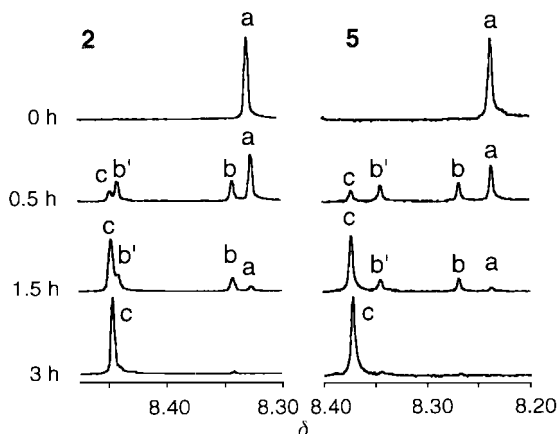 2 a 5 a
0 h
a a
c b' b c b' b
0.5 h
c c
b' b a b' b a
1.5 h
c c
3 h
8.40 8.30 8.40 8.30 8.20
δ